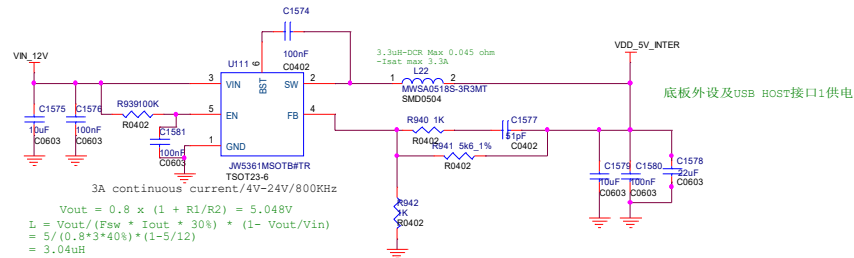 C1574
VIN_12V
U111
100nF
C0402
VDD_5V_INTER
3.3uH-DCR Max 0.045 ohm
-Isat max 3.3A
L22
3 VIN BST 6 SW 2
1 2
MWSA0518S-3R3MT
SMD0504
底板外设及USB HOST接口1供电
C1575 C1576
R939100K
5 EN FB 4
R940 1K
C1577
10uF 100nF
R0402
C1581
51pF
C0603 C0603
100nF
1 GND
R0402
C0402
R941 5k6_1%
C0603
JW5361MSOTB#TR
R0402
C1579 C1580 C1578
TSOT23-6
10uF 100nF 22uF
C0603 C0603 C0603
3A continuous current/4V-24V/800KHz
R942
1K
R0402
Vout = 0.8 x (1 + R1/R2) = 5.048V
L = Vout/(Fsw * Iout * 30%) * (1- Vout/Vin)
= 5/(0.8*3*40%)*(1-5/12)
= 3.04uH